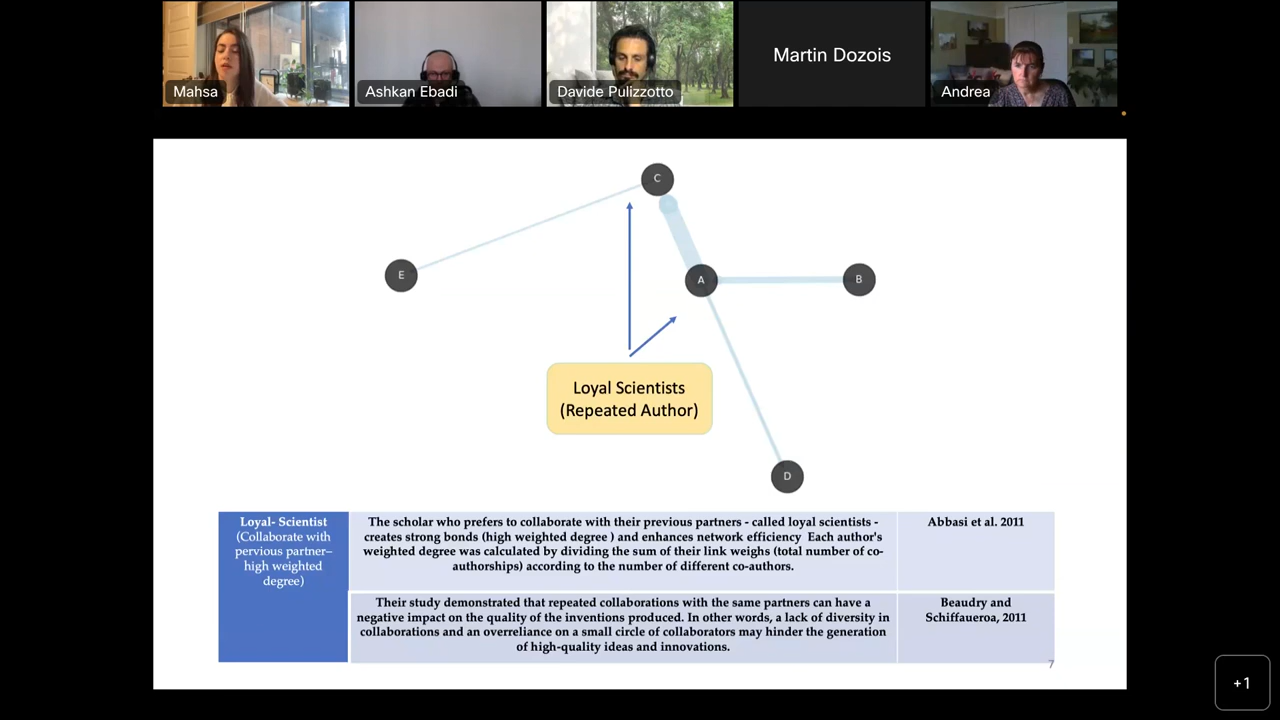 Mahsa
Ashkan Ebadi
Davide Pulizzotto
Martin Dozois
Andrea
C
E
A
B
Loyal Scientists
(Repeated Author)
D
Loyal- Scientist
(Collaborate with
pervious partner–
high weighted
degree)
The scholar who prefers to collaborate with their previous partners - called loyal scientists -
creates strong bonds (high weighted degree ) and enhances network efficiency Each author's
weighted degree was calculated by dividing the sum of their link weighs (total number of co-
authorships) according to the number of different co-authors.
Abbasi et al. 2011
Their study demonstrated that repeated collaborations with the same partners can have a
negative impact on the quality of the inventions produced. In other words, a lack of diversity in
collaborations and an overreliance on a small circle of collaborators may hinder the generation
of high-quality ideas and innovations.
Beaudry and
Schiffaueroa, 2011
7
+1